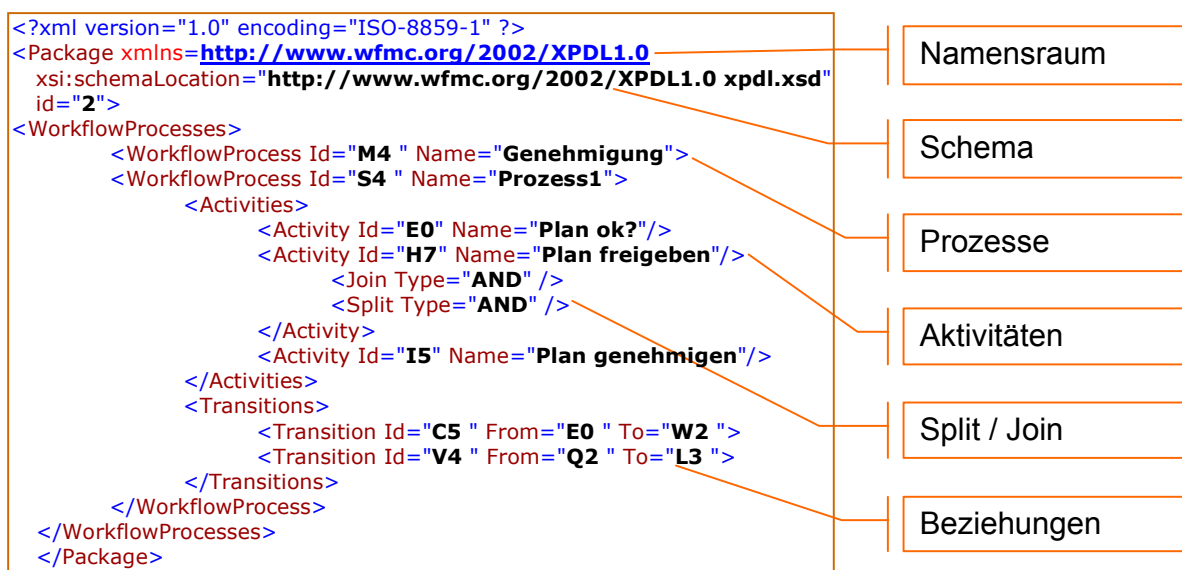 <?xml version="1.0" encoding="ISO-8859-1" ?>
<Package xmlns=http://www.wfmc.org/2002/XPDL1.0
xsi:schemaLocation="http://www.wfmc.org/2002/XPDL1.0 xpdl.xsd"
id="2">
<WorkflowProcesses>
<WorkflowProcess Id="M4 " Name="Genehmigung">
<WorkflowProcess Id="S4 " Name="Prozess1">
<Activities>
<Activity Id="E0" Name="Plan ok?"/>
<Activity Id="H7" Name="Plan freigeben"/>
<Join Type="AND" />
<Split Type="AND" />
</Activity>
<Activity Id="I5" Name="Plan genehmigen"/>
</Activities>
<Transitions>
<Transition Id="C5 " From="E0 " To="W2 ">
<Transition Id="V4 " From="Q2 " To="L3 ">
</Transitions>
</WorkflowProcess>
</WorkflowProcesses>
</Package>
Namensraum
Schema
Prozesse
Aktivitäten
Split / Join
Beziehungen